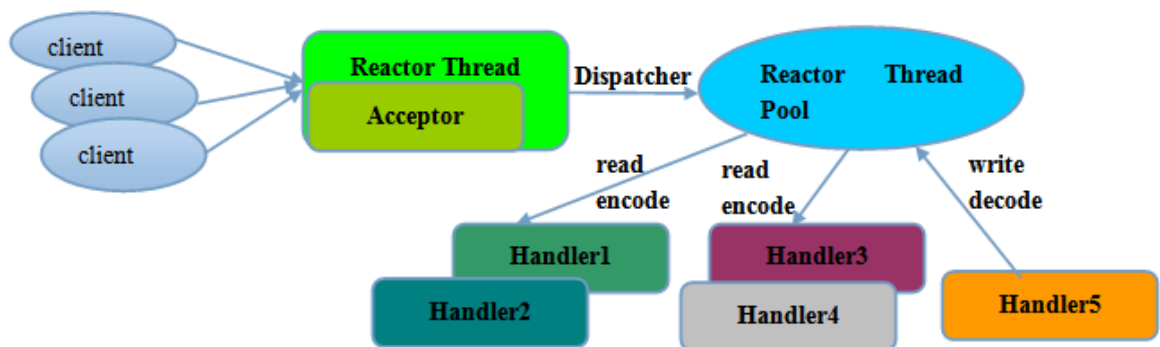 client
client
client
Reactor Thread
Acceptor
Dispatcher
Reactor Thread
Pool
read
encode
read
encode
write
decode
Handler1
Handler2
Handler3
Handler4
Handler5